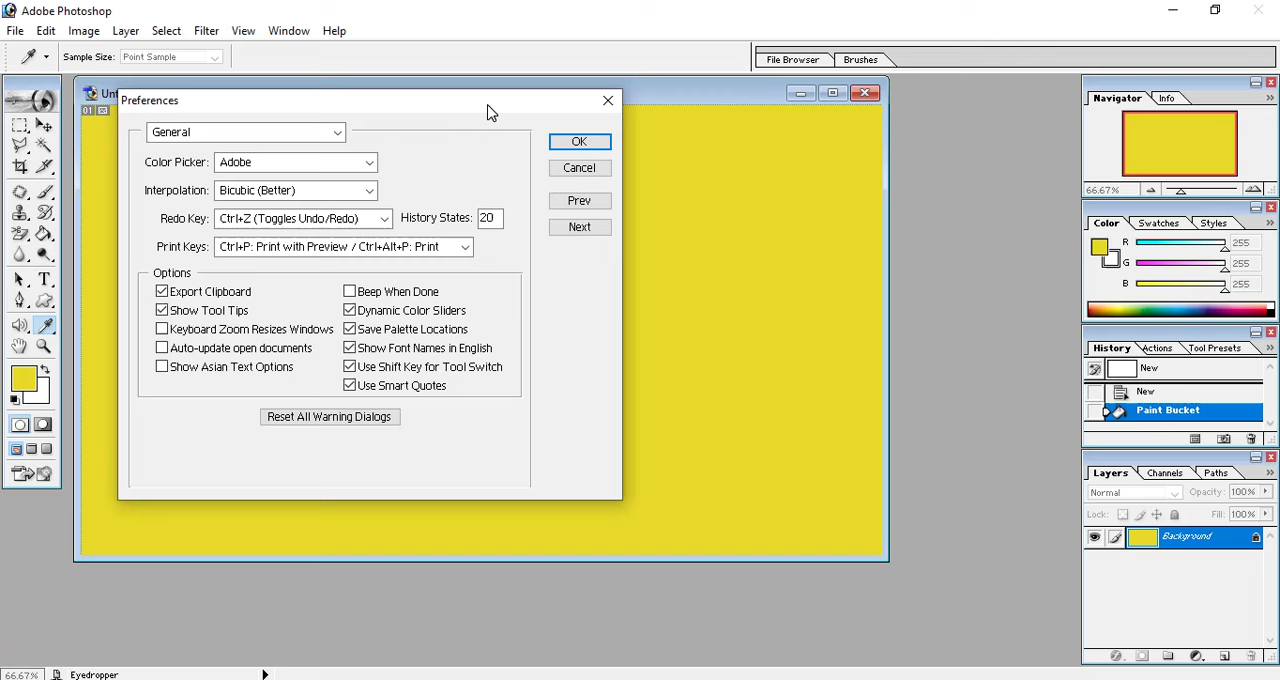 Adobe Photoshop
File Edit Image Layer Select Filter View Window Help
Sample Size: Point Sample
File Browser Brushes
01
Preferences
General
Color Picker: Adobe
Interpolation: Bicubic (Better)
Redo Key: Ctrl+Z (Toggles Undo/Redo) History States: 20
Print Keys: Ctrl+P: Print with Preview / Ctrl+Alt+P: Print
Options
Export Clipboard
Show Tool Tips
Keyboard Zoom Resizes Windows
Auto-update open documents
Show Asian Text Options
Beep When Done
Dynamic Color Sliders
Save Palette Locations
Show Font Names in English
Use Shift Key for Tool Switch
Use Smart Quotes
Reset All Warning Dialogs
OK
Cancel
Prev
Next
Navigator Info
66.67%
Color Swatches Styles
R 255
G 255
B 255
History Actions Tool Presets
New
New
Paint Bucket
Layers Channels Paths
Normal Opacity: 100%
Lock: Fill: 100%
Background
66.67% Eyedropper